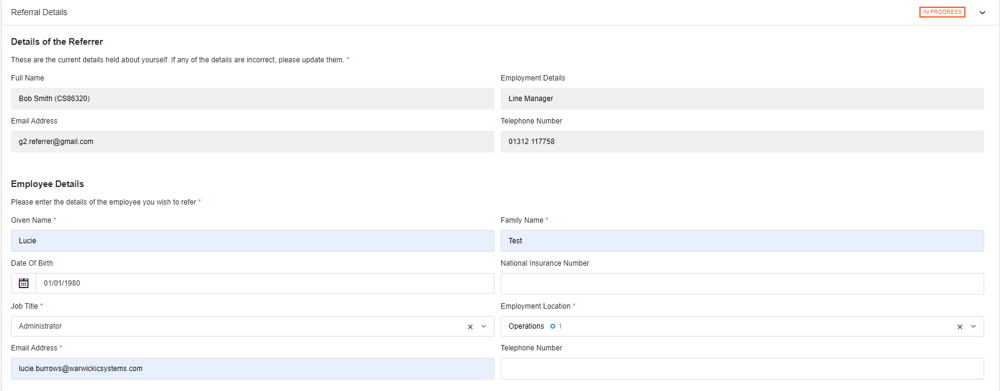 Referral Details
IN PROGRESS
Details of the Referrer
These are the current details held about yourself. If any of the details are incorrect, please update them. *
Full Name
Employment Details
Bob Smith (CS86320)
Line Manager
Email Address
Telephone Number
g2.referrer@gmail.com
01312 117758
Employee Details
Please enter the details of the employee you wish to refer *
Given Name *
Family Name *
Lucie
Test
Date Of Birth
National Insurance Number
01/01/1980
Job Title *
Employment Location *
Administrator
Operations 1
Email Address *
Telephone Number
lucie.burrows@warwickicsystems.com